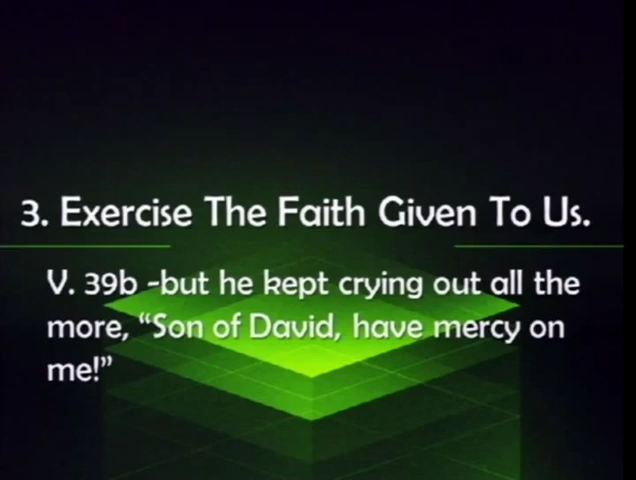 3. Exercise The Faith Given To Us.
V. 39b -but he kept crying out all the
more, “Son of David, have mercy on
me!”